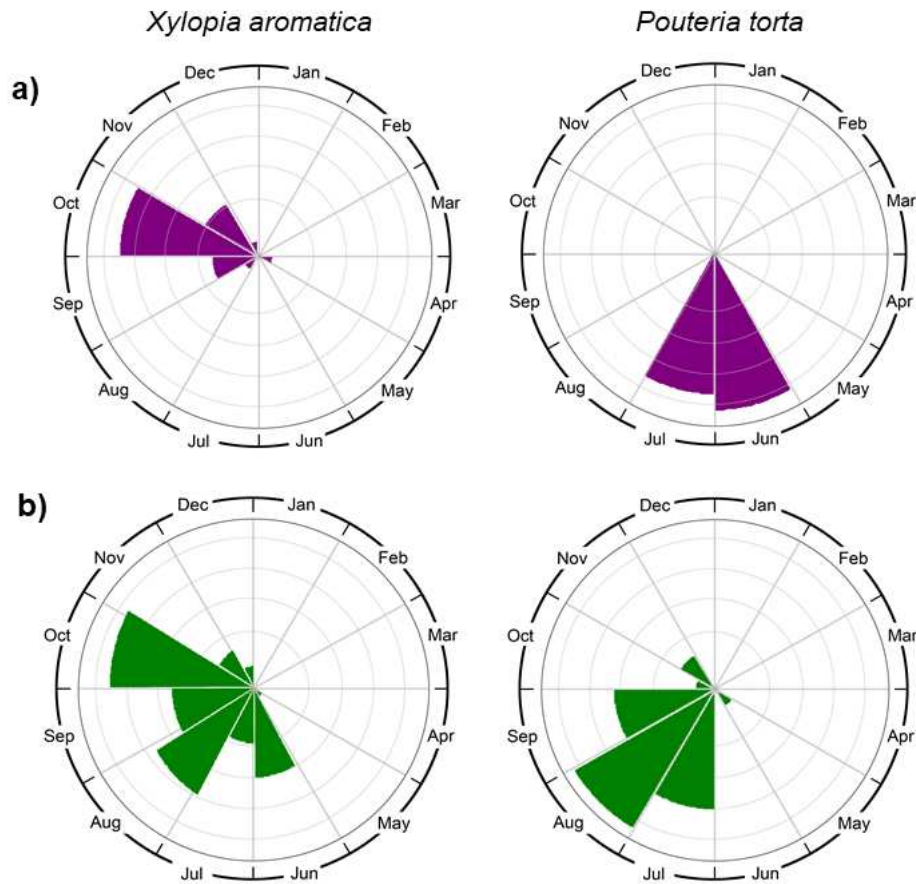 Xylopia aromatica
Pouteria torta
a)
Dec Jan
Nov Feb
Oct Mar
Sep Apr
Aug May
Jul Jun
Dec Jan
Nov Feb
Oct Mar
Sep Apr
Aug May
Jul Jun
b)
Dec Jan
Nov Feb
Oct Mar
Sep Apr
Aug May
Jul Jun
Dec Jan
Nov Feb
Oct Mar
Sep Apr
Aug May
Jul Jun